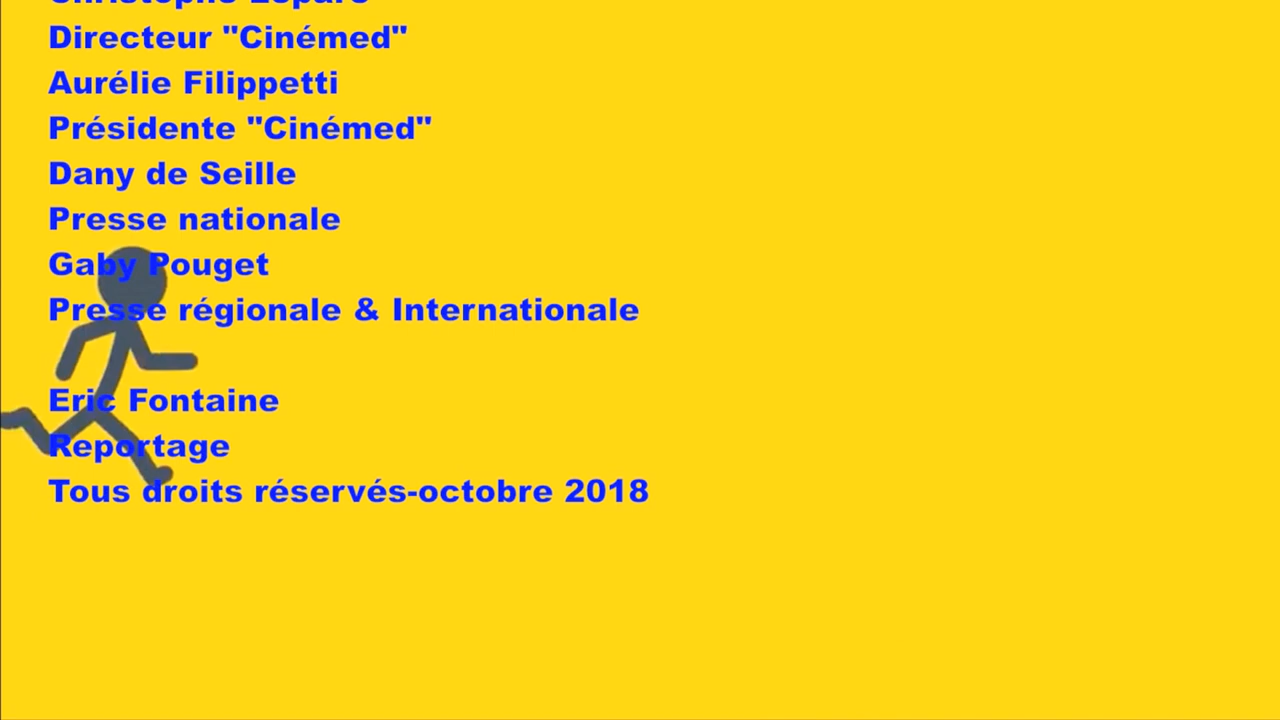 Directeur "Cinémed"
Aurélie Filippetti
Présidente "Cinémed"
Dany de Seille
Presse nationale
Gaby Pouget
Presse régionale & Internationale
Eric Fontaine
Reportage
Tous droits réservés-octobre 2018